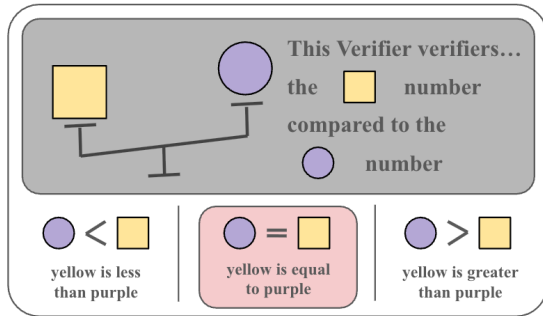 This Verifier verifiers...
the number
compared to the
number
<
yellow is less
than purple
=
yellow is equal
to purple
>
yellow is greater
than purple